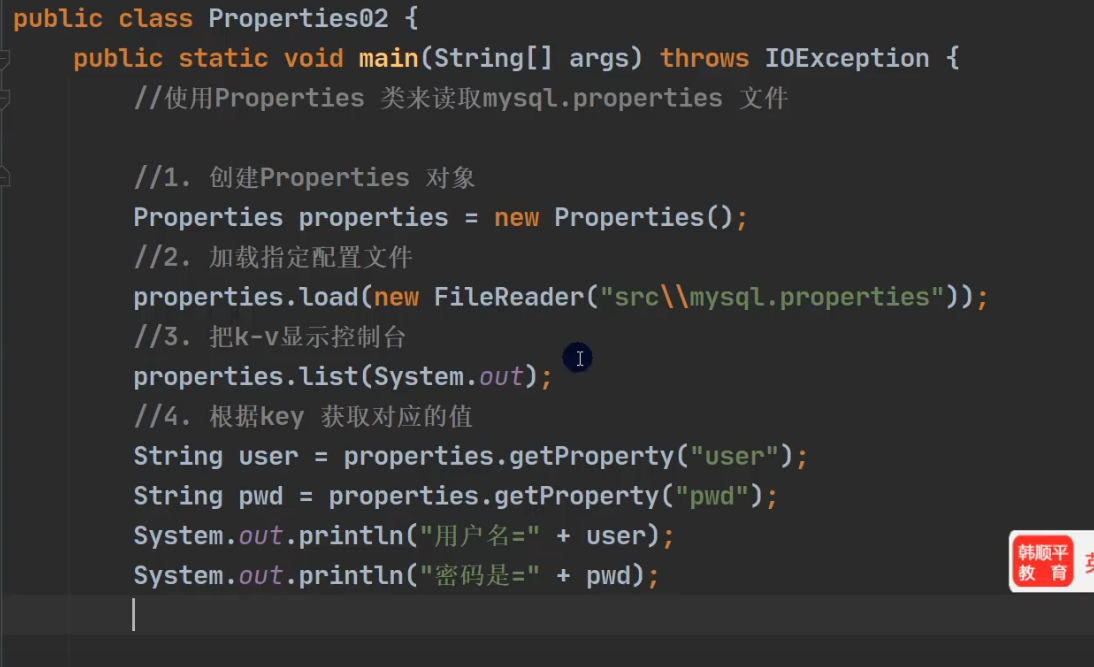 public class Properties02 {
public static void main(String[] args) throws IOException {
//使用Properties 类来读取mysql.properties 文件
//1. 创建Properties 对象
Properties properties = new Properties();
//2. 加载指定配置文件
properties.load(new FileReader("src\\mysql.properties"));
//3. 把k-v显示控制台
properties.list(System.out);
//4. 根据key 获取对应的值
String user = properties.getProperty("user");
String pwd = properties.getProperty("pwd");
System.out.println("用户名=" + user);
System.out.println("密码是=" + pwd);
韩顺平
教 育
英